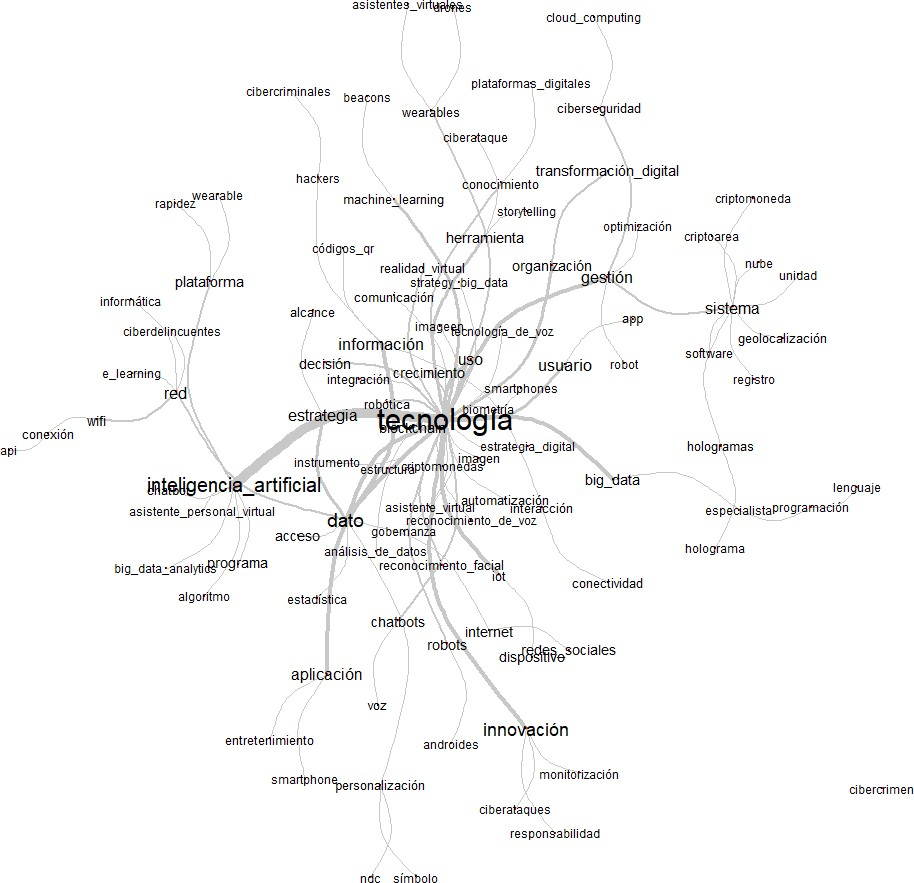 asistentes_virtuales
drones
cloud_computing
plataformas_digitales
cibercriminales
beacons
wearables
ciberseguridad
ciberataque
transformación_digital
hackers
conocimiento
machine_learning
wearable
rapidez
criptomoneda
storytelling
optimización
herramienta
criptoarea
códigos_qr
realidad_virtual
organización
nube
gestión
unidad
plataforma
strategy_big_data
comunicación
informática
sistema
alcance
app
imageen
tecnología_de_voz
ciberdelincuentes
geolocalización
información
software
decisión
uso
usuario
robot
e_learning
crecimiento
integración
registro
red
smartphones
robótica
biometría
estrategia
tecnología
wifi
blockchain
conexión
api
estrategia_digital
hologramas
imagen
instrumento
estructura
criptomonedas
big_data
inteligencia_artificial
chatbot
lenguaje
automatización
asistente_virtual
interacción
programación
especialista
asistente_personal_virtual
dato
reconocimiento_de_voz
gobernanza
acceso
análisis_de_datos
holograma
programa
reconocimiento_facial
big_data_analytics
iot
conectividad
algoritmo
estadística
chatbots
internet
robots
redes_sociales
dispositivo
aplicación
voz
innovación
entretenimiento
androides
monitorización
smartphone
personalización
cibercrimen
ciberataques
responsabilidad
ndc
símbolo